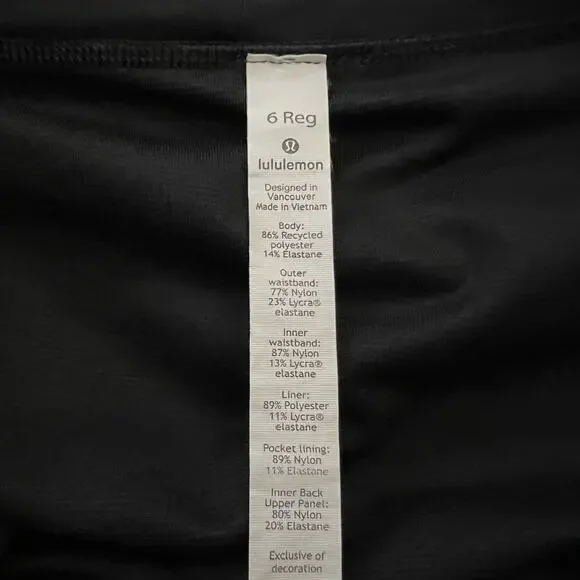 6 Reg
lululemon
Designed in
Vancouver
Made in Vietnam
Body:
86% Recycled
polyester
14% Elastane
Outer
waistband:
77% Nylon
23% Lycra®
elastane
Inner
waistband:
87% Nylon
13% Lycra®
elastane
Liner:
89% Polyester
11% Lycra®
elastane
Pocket lining:
89% Nylon
11% Elastane
Inner Back
Upper Panel:
80% Nylon
20% Elastane
Exclusive of
decoration